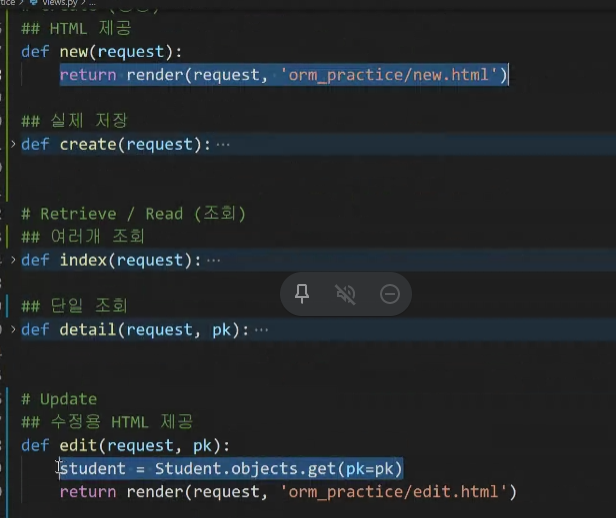 views.py > ...
## HTML 제공
def new(request):
return render(request, 'orm_practice/new.html')
## 실제 저장
def create(request): ...
# Retrieve / Read (조회)
## 여러개 조회
def index(request): ...
## 단일 조회
def detail(request, pk): ...
# Update
## 수정용 HTML 제공
def edit(request, pk):
student = Student.objects.get(pk=pk)
return render(request, 'orm_practice/edit.html')